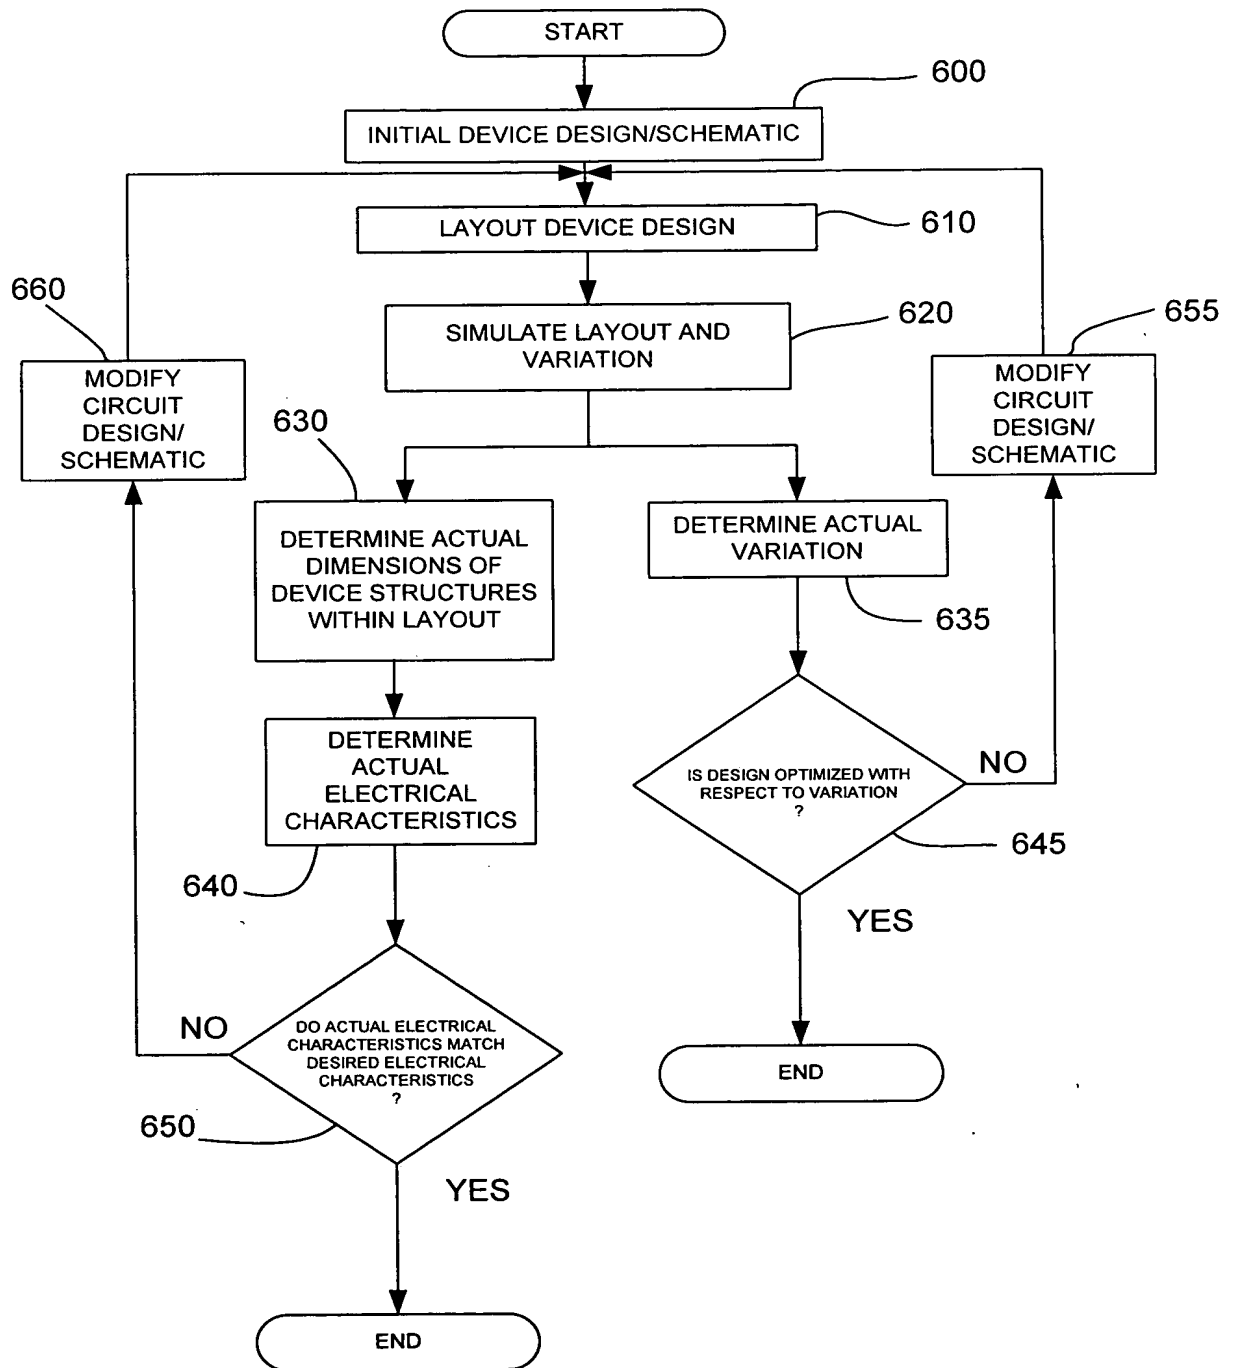 START
600
INITIAL DEVICE DESIGN/SCHEMATIC
LAYOUT DEVICE DESIGN
610
660
SIMULATE LAYOUT AND
VARIATION
620
655
MODIFY
CIRCUIT
DESIGN/
SCHEMATIC
MODIFY
CIRCUIT
DESIGN/
SCHEMATIC
630
DETERMINE ACTUAL
DIMENSIONS OF
DEVICE STRUCTURES
WITHIN LAYOUT
DETERMINE ACTUAL
VARIATION
635
DETERMINE
ACTUAL
ELECTRICAL
CHARACTERISTICS
640
IS DESIGN OPTIMIZED WITH
RESPECT TO VARIATION
?
NO
645
YES
NO
DO ACTUAL ELECTRICAL
CHARACTERISTICS MATCH
DESIRED ELECTRICAL
CHARACTERISTICS
?
650
END
YES
END